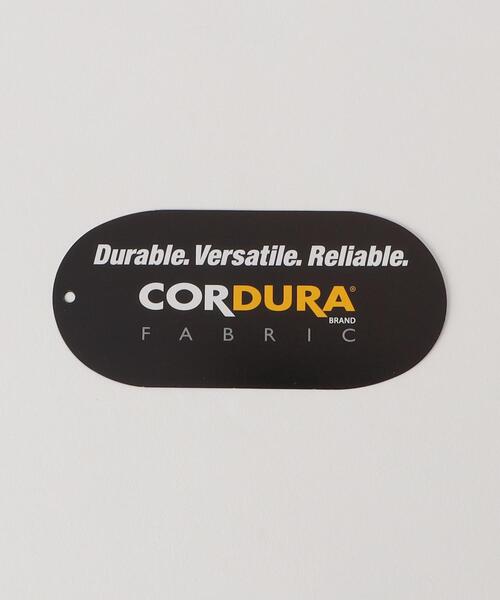 Durable. Versatile. Reliable.
CORDURA®
BRAND
FABRIC